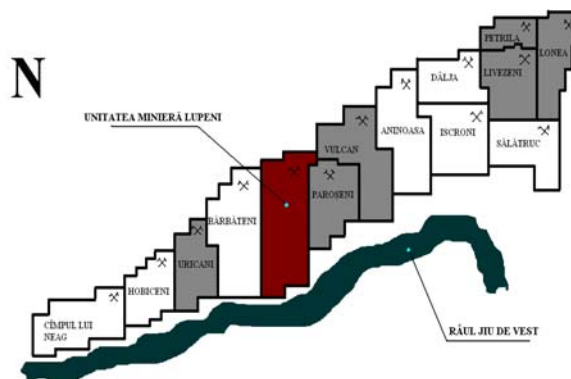 N
UNITATEA MINIERĂ LUPENI
PETRILA
LONEA
DÂLJA
LIVEZENI
ANINOASA
ISCRONI
SĂLĂTRUC
VULCAN
PAROȘENI
BĂRBĂTENI
URICANI
HOBICENI
CÎMPUL LUI
NEAG
RÂUL JIU DE VEST